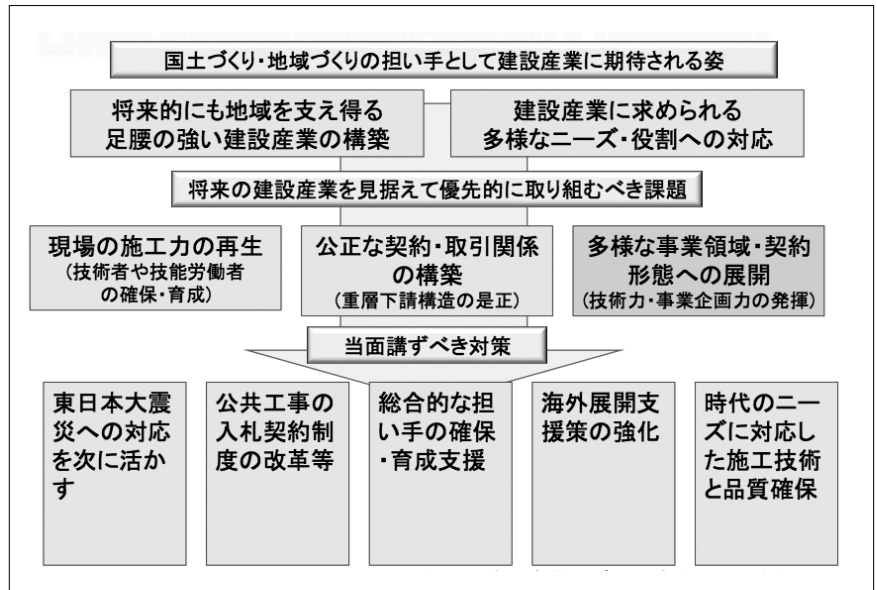 国土づくり・地域づくりの担い手として建設産業に期待される姿
将来的にも地域を支え得る
足腰の強い建設産業の構築
建設産業に求められる
多様なニーズ・役割への対応
将来の建設産業を見据えて優先的に取り組むべき課題
現場の施工力の再生
(技術者や技能労働者
の確保・育成)
公正な契約・取引関係
の構築
(重層下請構造の是正)
多様な事業領域・契約
形態への展開
(技術力・事業企画力の発揮)
当面講ずべき対策
東日本大震
災への対応
を次に活か
す
公共工事の
入札契約制
度の改革等
総合的な担
い手の確保
・育成支援
海外展開支
援策の強化
時代のニー
ズに対応し
た施工技術
と品質確保